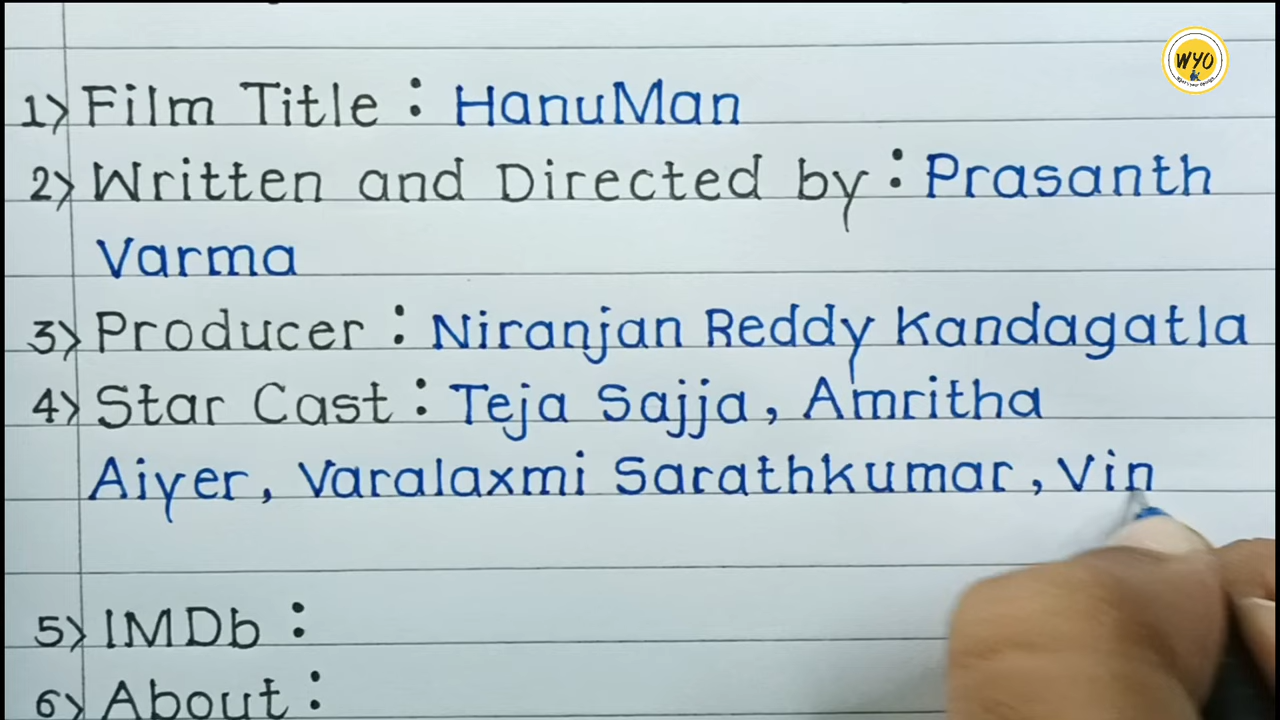 WYO
1) Film Title : HanuMan
2) Written and Directed by : Prasanth
Varma
3) Producer : Niranjan Reddy Kandagatla
4) Star Cast : Teja Sajja, Amritha
Aiyer, Varalaxmi Sarathkumar, Vin
5) IMDb :
6) About :